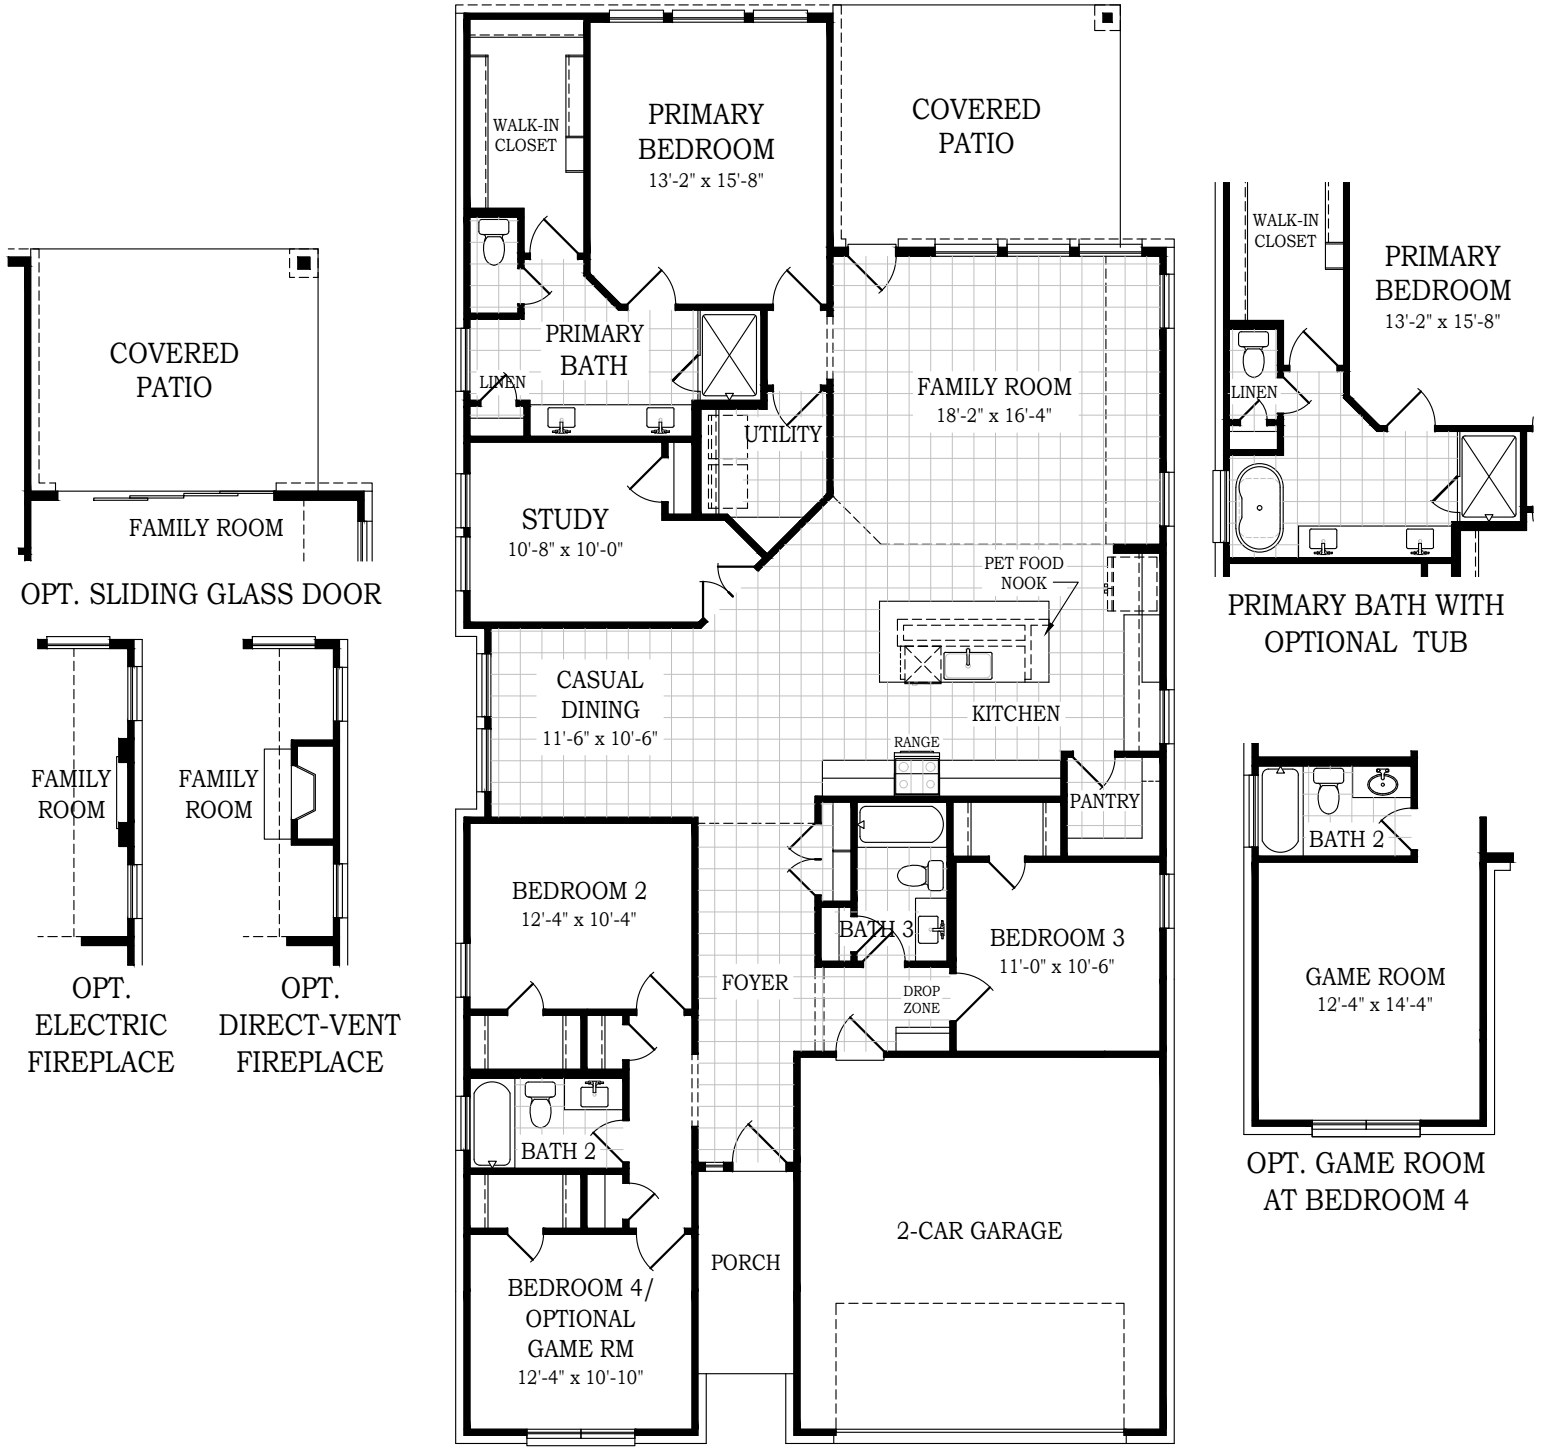 WALK-IN
CLOSET
PRIMARY
BEDROOM
13'-2" x 15'-8"
COVERED
PATIO
PRIMARY
BATH
LINEN
UTILITY
FAMILY ROOM
18'-2" x 16'-4"
STUDY
10'-8" x 10'-0"
PET FOOD
NOOK
CASUAL
DINING
11'-6" x 10'-6"
KITCHEN
RANGE
PANTRY
BEDROOM 2
12'-4" x 10'-4"
BATH 3
BEDROOM 3
11'-0" x 10'-6"
FOYER
DROP
ZONE
BATH 2
PORCH
2-CAR GARAGE
BEDROOM 4/
OPTIONAL
GAME RM
12'-4" x 10'-10"
COVERED
PATIO
FAMILY ROOM
OPT. SLIDING GLASS DOOR
FAMILY
ROOM
OPT.
ELECTRIC
FIREPLACE
FAMILY
ROOM
OPT.
DIRECT-VENT
FIREPLACE
WALK-IN
CLOSET
PRIMARY
BEDROOM
13'-2" x 15'-8"
LINEN
PRIMARY BATH WITH
OPTIONAL TUB
BATH 2
GAME ROOM
12'-4" x 14'-4"
OPT. GAME ROOM
AT BEDROOM 4